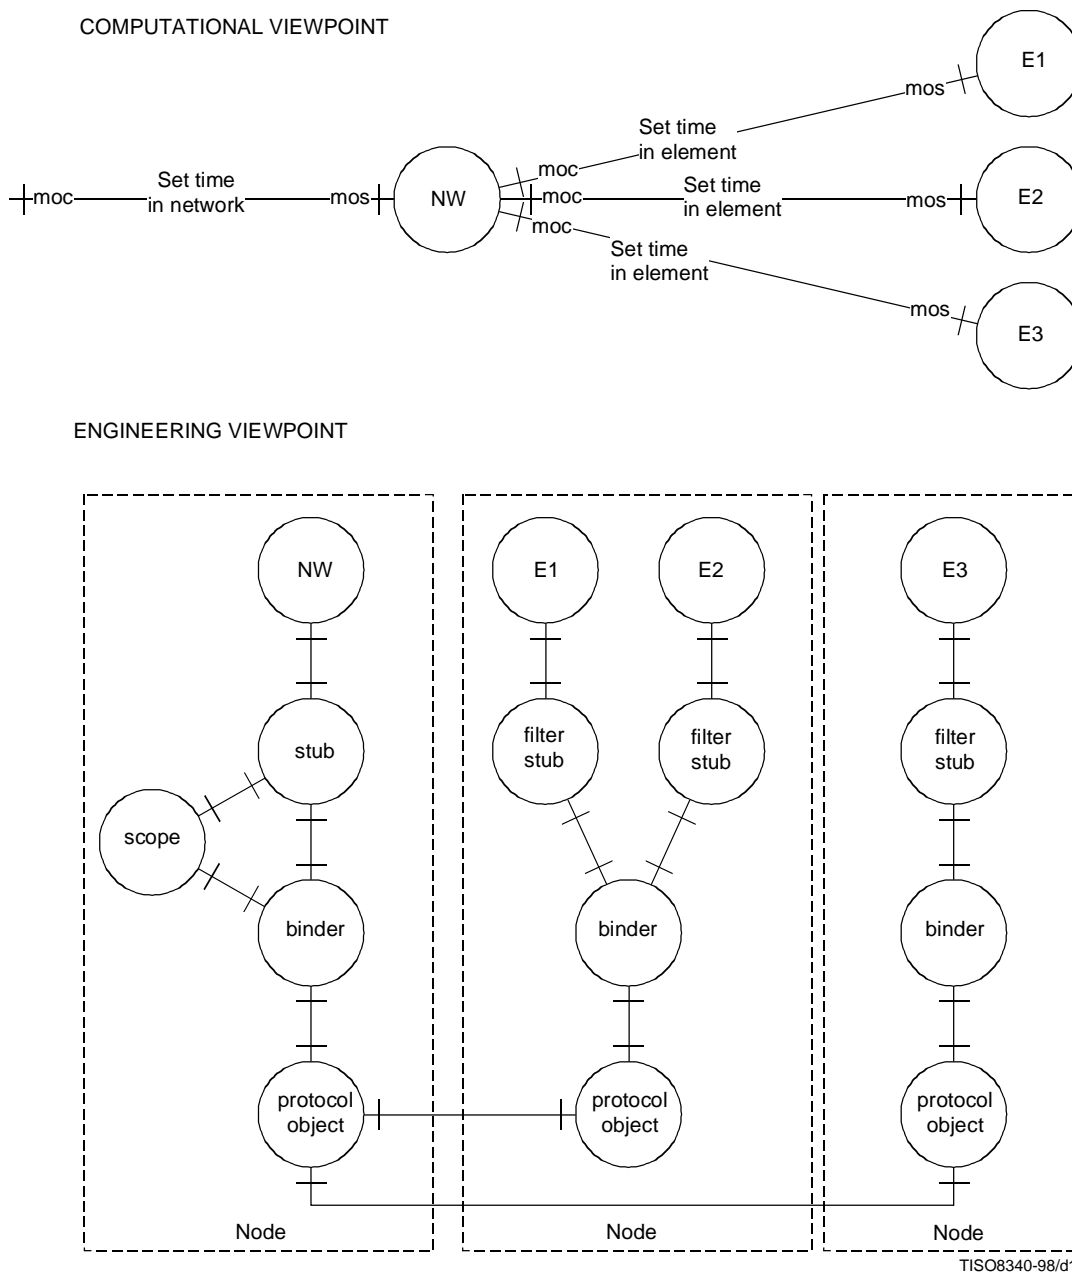 COMPUTATIONAL VIEWPOINT
E1
mos
Set time
in element
moc
Set time
in network
moc
mos
NW
moc
Set time
in element
mos
E2
moc
Set time
in element
mos
E3
ENGINEERING VIEWPOINT
NW
E1
E2
E3
stub
filter
stub
filter
stub
filter
stub
scope
binder
binder
binder
protocol
object
protocol
object
protocol
object
Node
Node
Node
TISO8340-98/d1